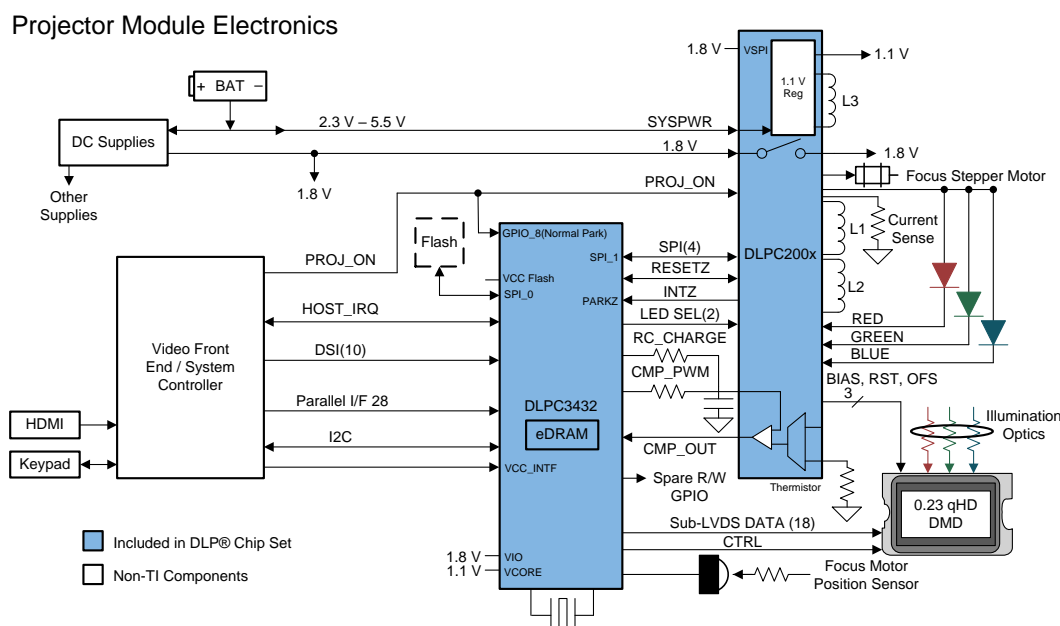 Projector Module Electronics
1.8 V
VSPI
1.1 V
Reg
1.1 V
L3
+ BAT −
DC Supplies
2.3 V – 5.5 V
SYSPWR
1.8 V
1.8 V
1.8 V
Other
Supplies
Focus Stepper Motor
PROJ_ON
Flash
GPIO_8(Normal Park)
SPI_1
VCC Flash
SPI_0
PARKZ
SPI(4)
RESETZ
INTZ
LED SEL(2)
DLPC200x
L1
L2
Current
Sense
PROJ_ON
HOST_IRQ
DSI(10)
Parallel I/F 28
I2C
Video Front
End / System
Controller
HDMI
Keypad
DLPC3432
eDRAM
VCC_INTF
RC_CHARGE
CMP_PWM
CMP_OUT
Spare R/W
GPIO
RED
GREEN
BLUE
BIAS, RST, OFS
3
Illumination
Optics
Thermistor
0.23 qHD
DMD
Sub-LVDS DATA (18)
CTRL
Included in DLP® Chip Set
Non-TI Components
1.8 V
VIO
1.1 V
VCORE
Focus Motor
Position Sensor